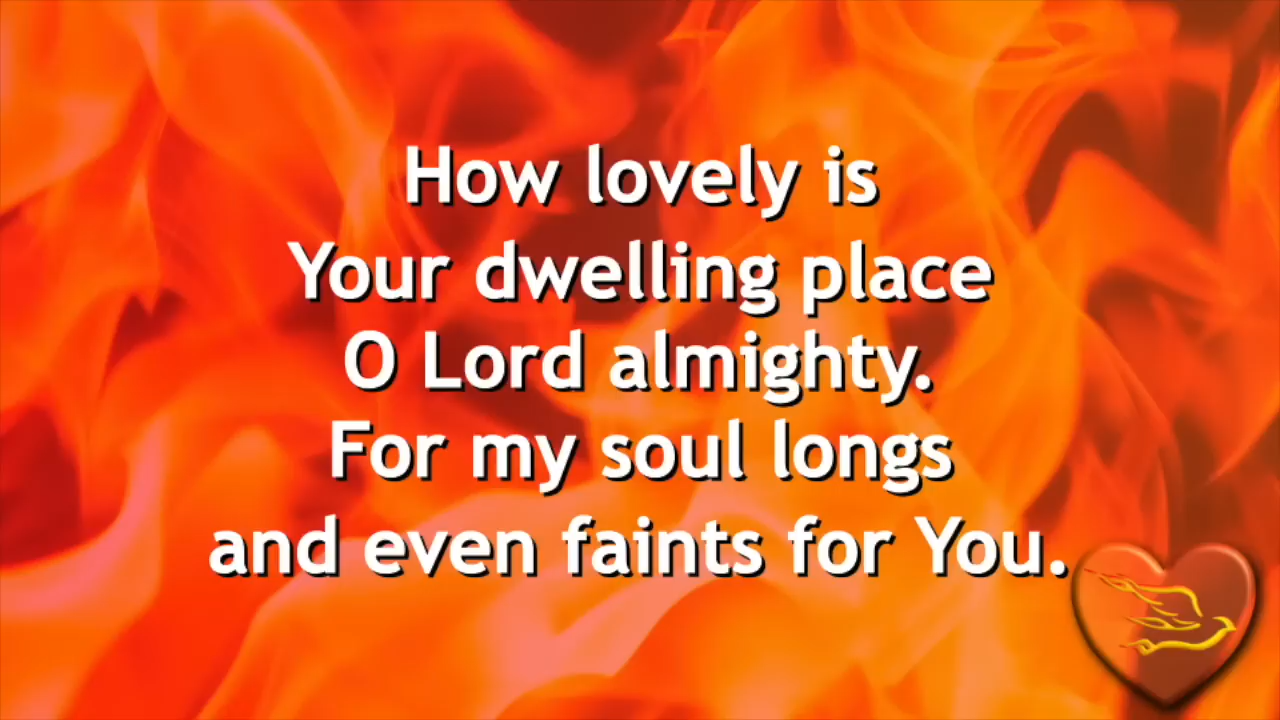 How lovely is
Your dwelling place
O Lord almighty.
For my soul longs
and even faints for You.